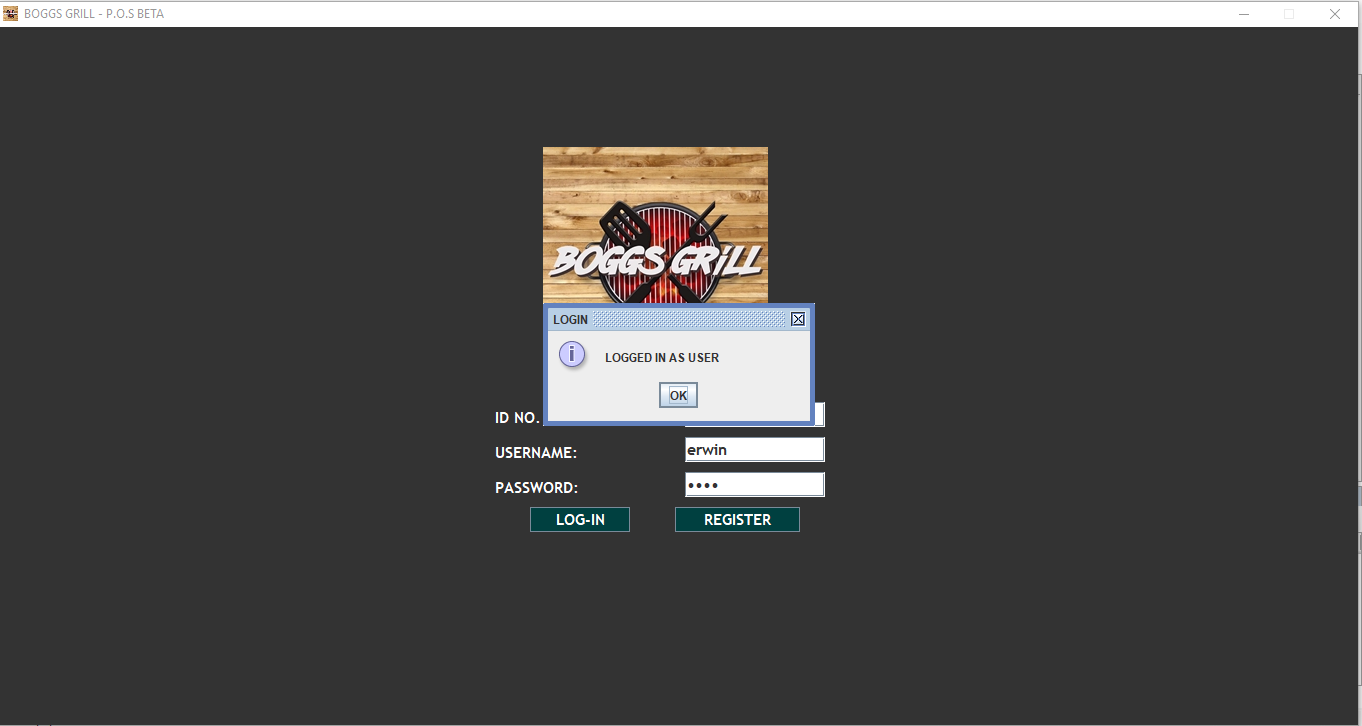 BOGGS GRILL - P.O.S BETA
BOGGS GRiLL
LOGIN
i
LOGGED IN AS USER
OK
ID NO.
USERNAME: erwin
PASSWORD: ••••
LOG-IN REGISTER